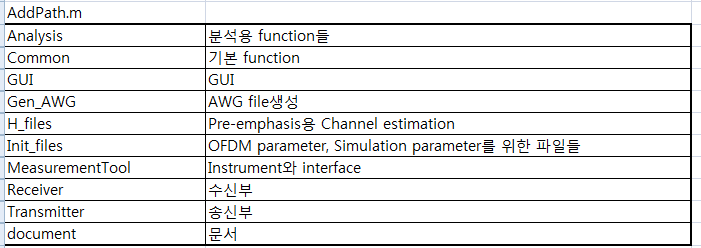 AddPath.m
Analysis 분석용 function들
Common 기본 function
GUI GUI
Gen_AWG AWG file생성
H_files Pre-emphasis용 Channel estimation
Init_files OFDM parameter, Simulation parameter를 위한 파일들
MeasurementTool Instrument와 interface
Receiver 수신부
Transmitter 송신부
document 문서